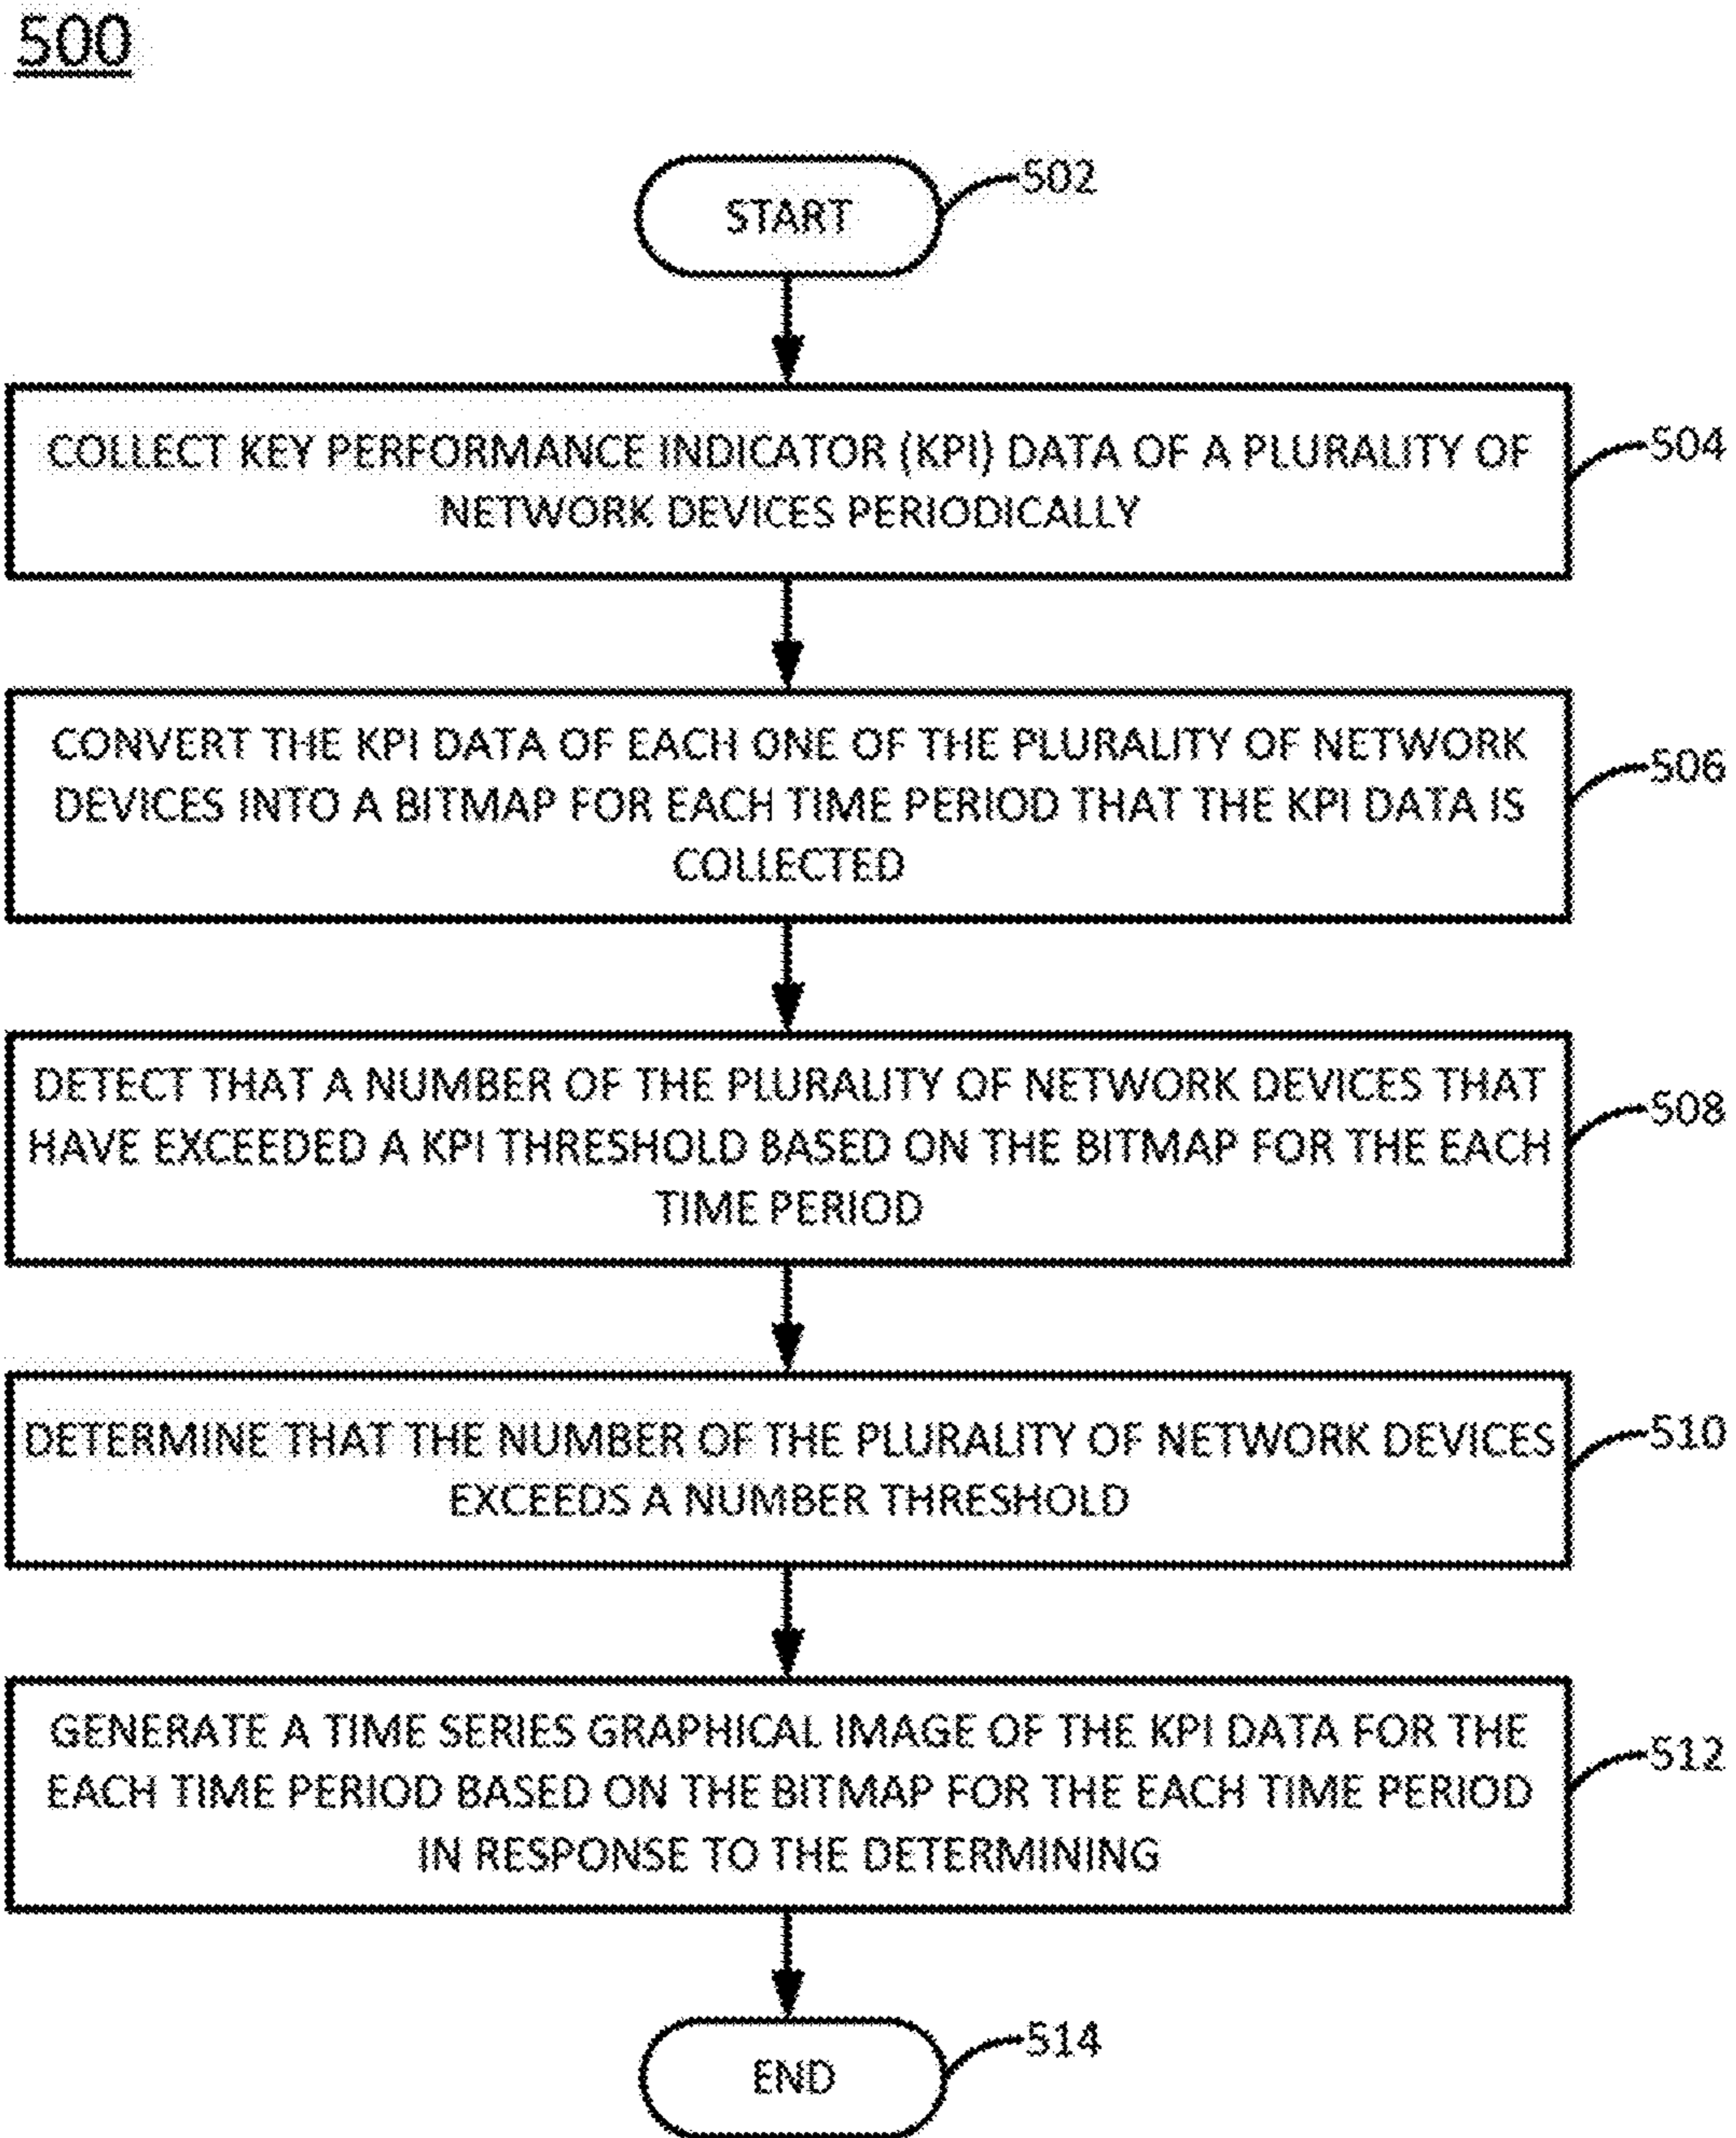 500
START
502
COLLECT KEY PERFORMANCE INDICATOR (KPI) DATA OF A PLURALITY OF
NETWORK DEVICES PERIODICALLY
504
CONVERT THE KPI DATA OF EACH ONE OF THE PLURALITY OF NETWORK
DEVICES INTO A BITMAP FOR EACH TIME PERIOD THAT THE KPI DATA IS
COLLECTED
506
DETECT THAT A NUMBER OF THE PLURALITY OF NETWORK DEVICES THAT
HAVE EXCEEDED A KPI THRESHOLD BASED ON THE BITMAP FOR THE EACH
TIME PERIOD
508
DETERMINE THAT THE NUMBER OF THE PLURALITY OF NETWORK DEVICES
EXCEEDS A NUMBER THRESHOLD
510
GENERATE A TIME SERIES GRAPHICAL IMAGE OF THE KPI DATA FOR THE
EACH TIME PERIOD BASED ON THE BITMAP FOR THE EACH TIME PERIOD
IN RESPONSE TO THE DETERMINING
512
END
514